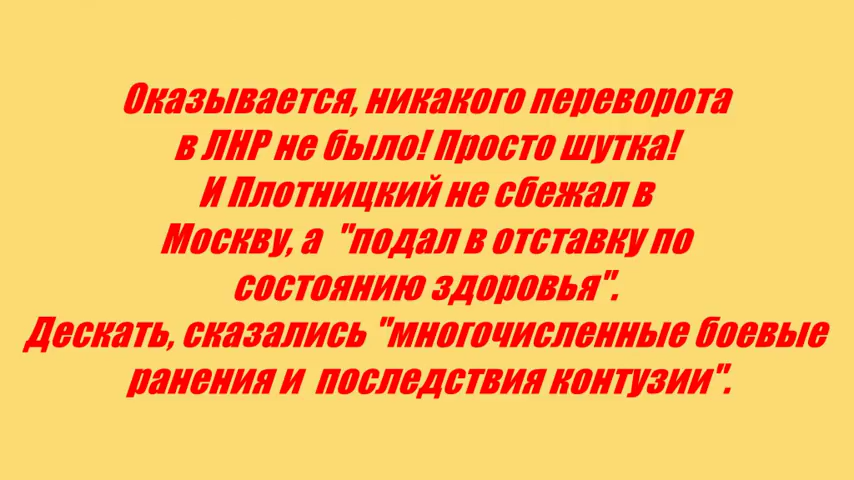 Оказывается, никакого переворота
в ЛНР не было! Просто шутка!
И Плотницкий не сбежал в
Москву, а "подал в отставку по
состоянию здоровья".
Дескать, сказались "многочисленные боевые
ранения и последствия контузии".